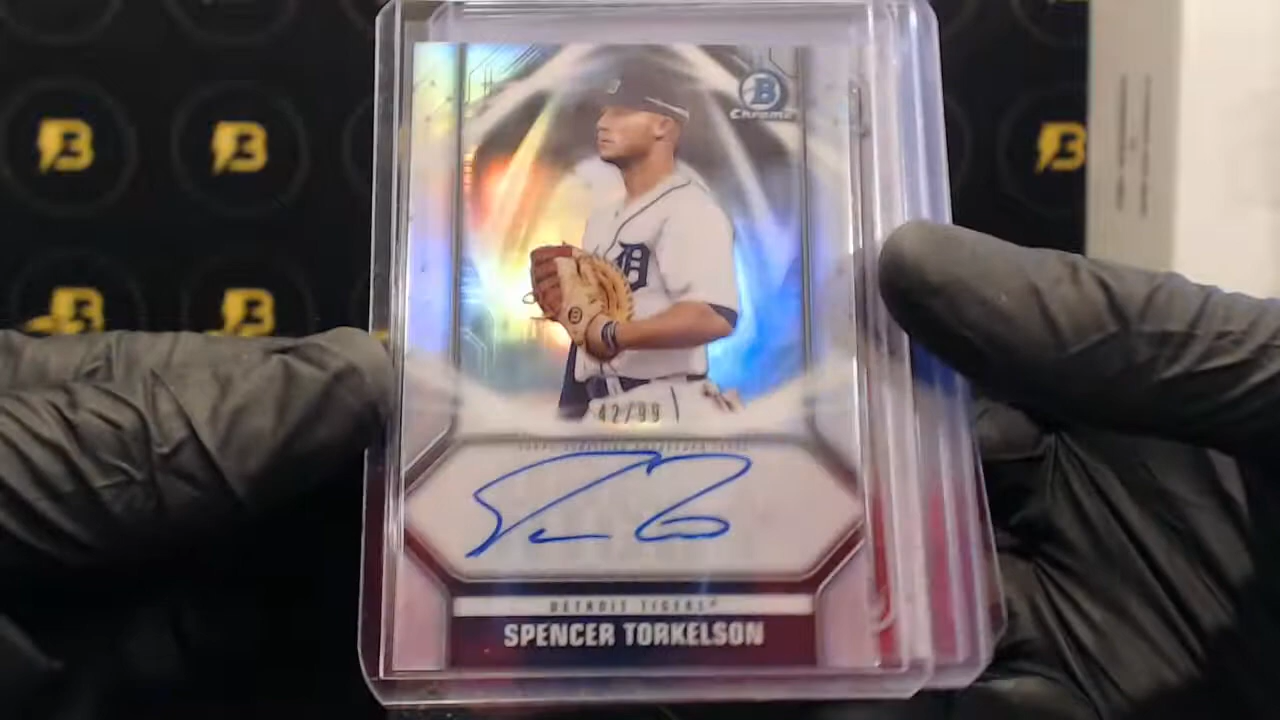 B
Chrome
D
42/99
DETROIT TIGERS®
SPENCER TORKELSON